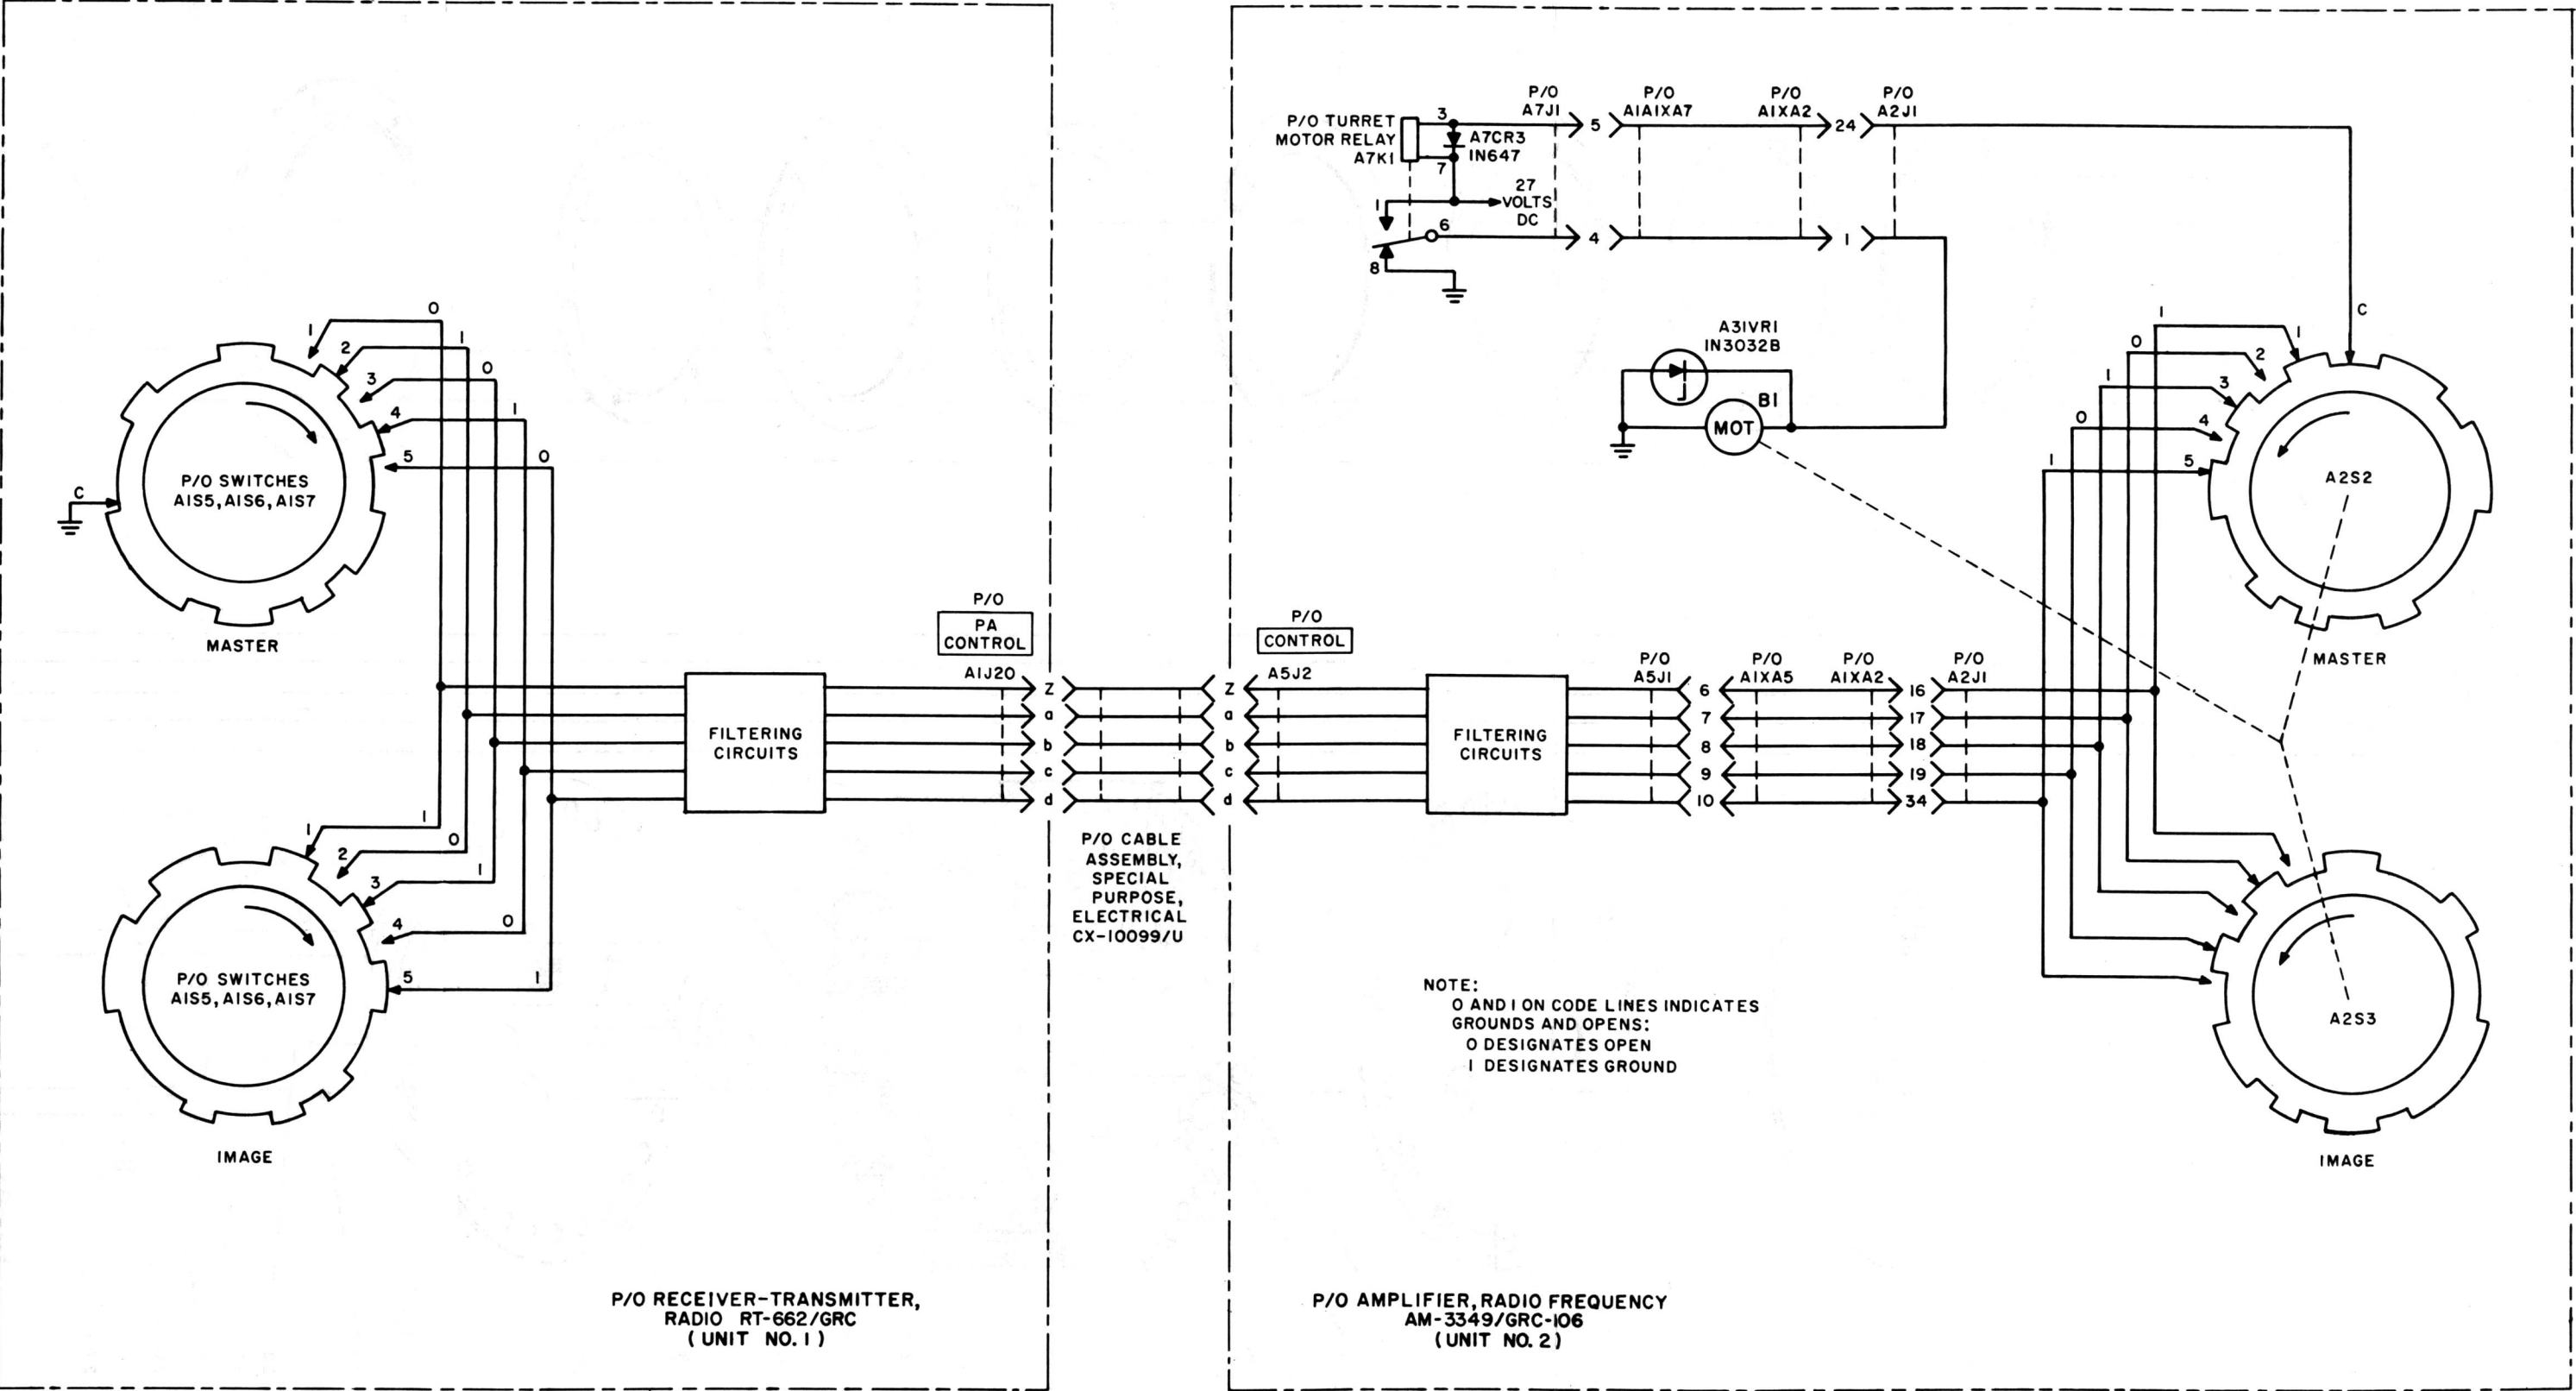 P/O SWITCHES
A1S5, A1S6, A1S7
MASTER
C
1
2
3
4
5
0
1
0
1
0
P/O SWITCHES
A1S5, A1S6, A1S7
IMAGE
1
2
3
4
5
1
0
1
0
1
FILTERING
CIRCUITS
P/O
PA
CONTROL
A1J20
Z
a
b
c
d
P/O CABLE
ASSEMBLY,
SPECIAL
PURPOSE,
ELECTRICAL
CX-10099/U
P/O RECEIVER-TRANSMITTER,
RADIO RT-662/GRC
(UNIT NO. 1)
P/O TURRET
MOTOR RELAY
A7K1
3
A7CR3
1N647
7
27
VOLTS
DC
1
6
8
P/O
A7J1
5
4
P/O
A1A1XA7
P/O
A1XA2
24
1
P/O
A2J1
A31VR1
1N3032B
B1
MOT
P/O
CONTROL
A5J2
Z
a
b
c
d
FILTERING
CIRCUITS
P/O
A5J1
6
7
8
9
10
P/O
A1XA5
P/O
A1XA2
16
17
18
19
34
P/O
A2J1
C
1
0
1
0
1
1
2
3
4
5
A2S2
MASTER
A2S3
IMAGE
NOTE:
0 AND 1 ON CODE LINES INDICATES
GROUNDS AND OPENS:
0 DESIGNATES OPEN
1 DESIGNATES GROUND
P/O AMPLIFIER, RADIO FREQUENCY
AM-3349/GRC-106
(UNIT NO. 2)